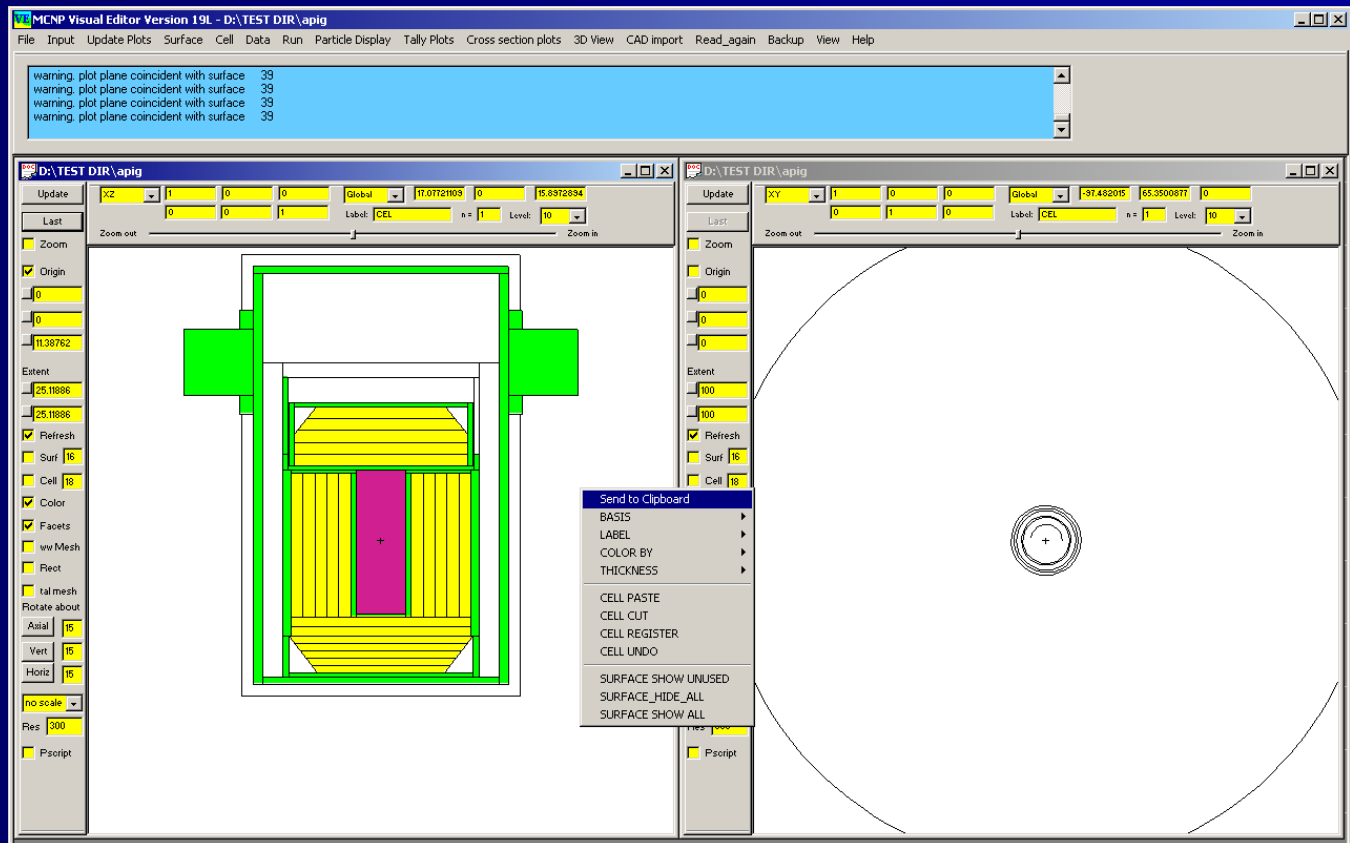 VE MCNP Visual Editor Version 19L - D:\TEST DIR\apig
File Input Update Plots Surface Cell Data Run Particle Display Tally Plots Cross section plots 3D View CAD import Read_again Backup View Help
warning. plot plane coincident with surface 39
warning. plot plane coincident with surface 39
warning. plot plane coincident with surface 39
warning. plot plane coincident with surface 39
DOC D:\TEST DIR\apig
Update XZ 1 0 0 Global 17.07721109 0 15.8972894
Last 0 0 1 Label: CEL n = 1 Level: 10
Zoom out Zoom in
Zoom
Origin
0
0
11.38762
Extent
25.11886
25.11886
Refresh
Surf 16
Cell 18
Color
Facets
ww Mesh
Rect
tal mesh
Rotate about
Axial 15
Vert 15
Horiz 15
no scale
Res 300
Pscript
Send to Clipboard
BASIS
LABEL
COLOR BY
THICKNESS
CELL PASTE
CELL CUT
CELL REGISTER
CELL UNDO
SURFACE SHOW UNUSED
SURFACE_HIDE_ALL
SURFACE SHOW ALL
DOC D:\TEST DIR\apig
Update XY 1 0 0 Global -97.482015 65.3500877 0
Last 0 1 0 Label: CEL n = 1 Level: 10
Zoom out Zoom in
Zoom
Origin
0
0
0
Extent
100
100
Refresh
Surf 16
Cell 18
Pscript